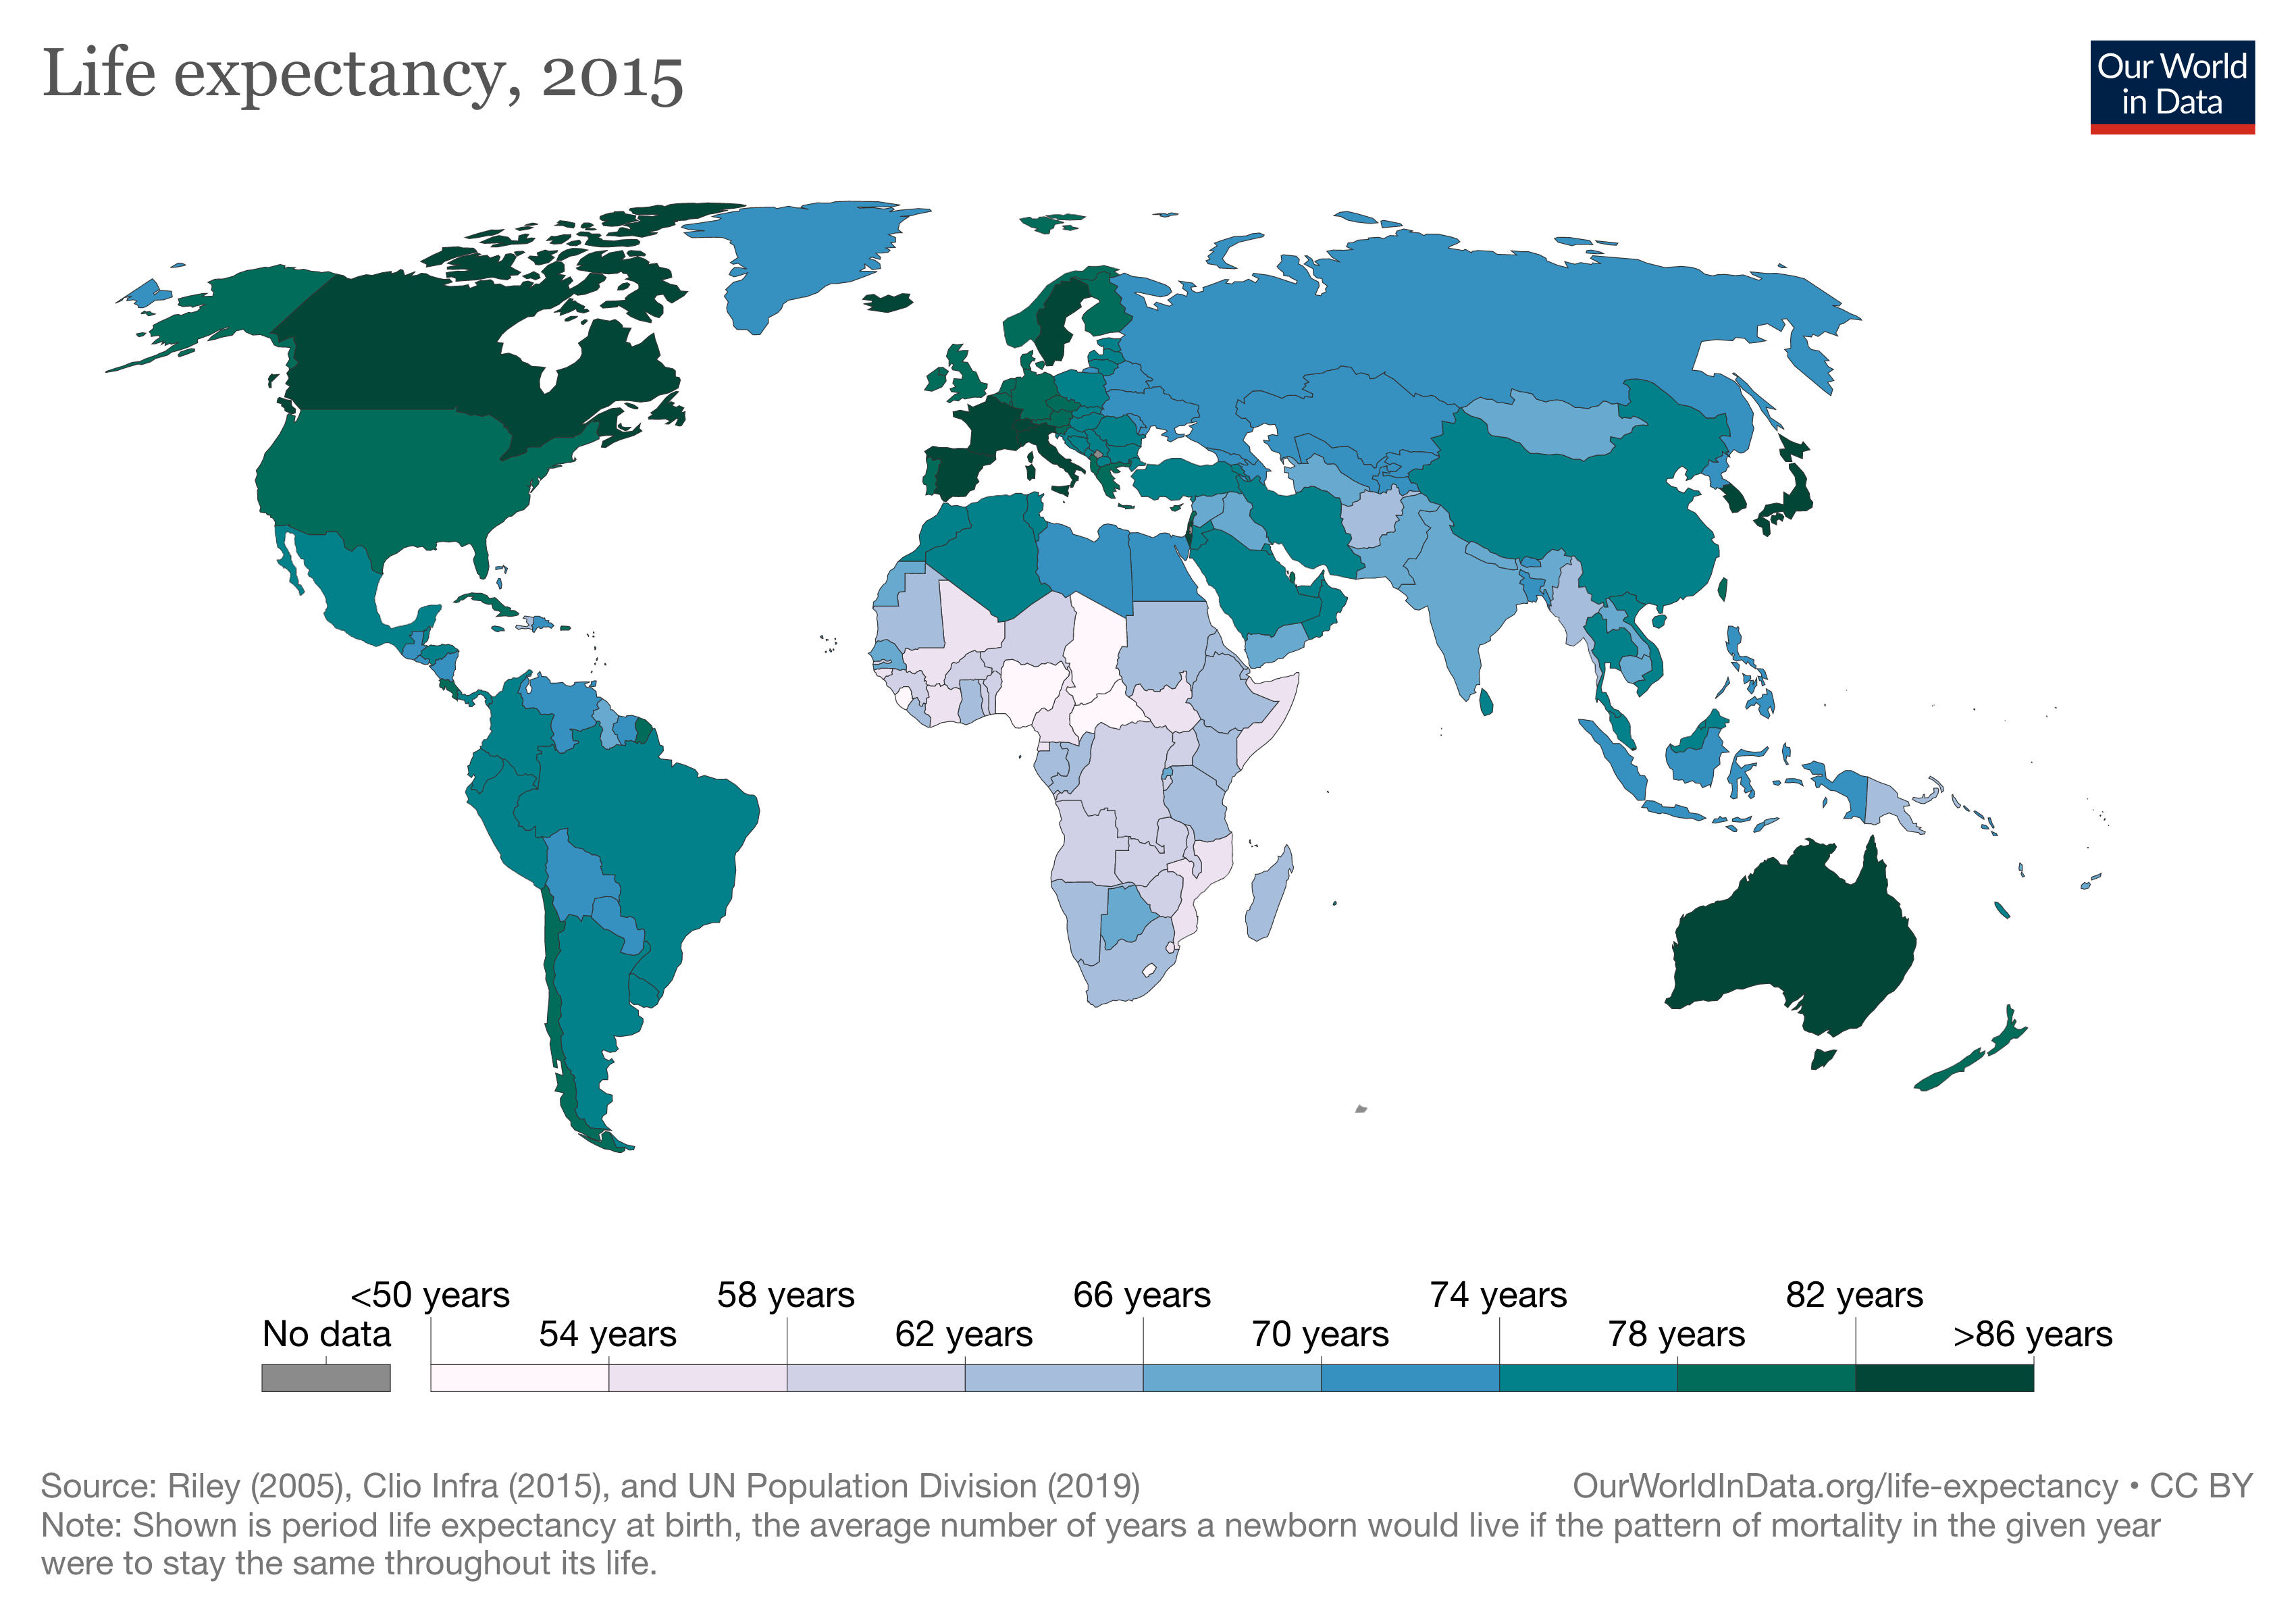 Life expectancy, 2015
Our World
in Data
<50 years
58 years
66 years
74 years
82 years
No data
54 years
62 years
70 years
78 years
>86 years
Source: Riley (2005), Clio Infra (2015), and UN Population Division (2019)
OurWorldInData.org/life-expectancy • CC BY
Note: Shown is period life expectancy at birth, the average number of years a newborn would live if the pattern of mortality in the given year
were to stay the same throughout its life.